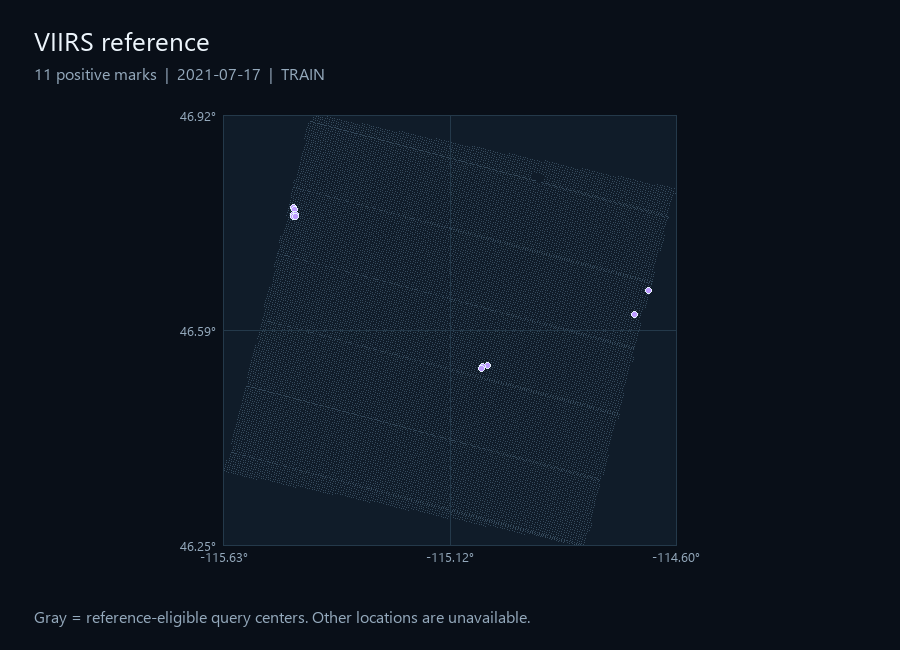 VIIRS reference
11 positive marks | 2021-07-17 | TRAIN
46.92°
46.59°
46.25°
-115.63° -115.12° -114.60°
Gray = reference-eligible query centers. Other locations are unavailable.